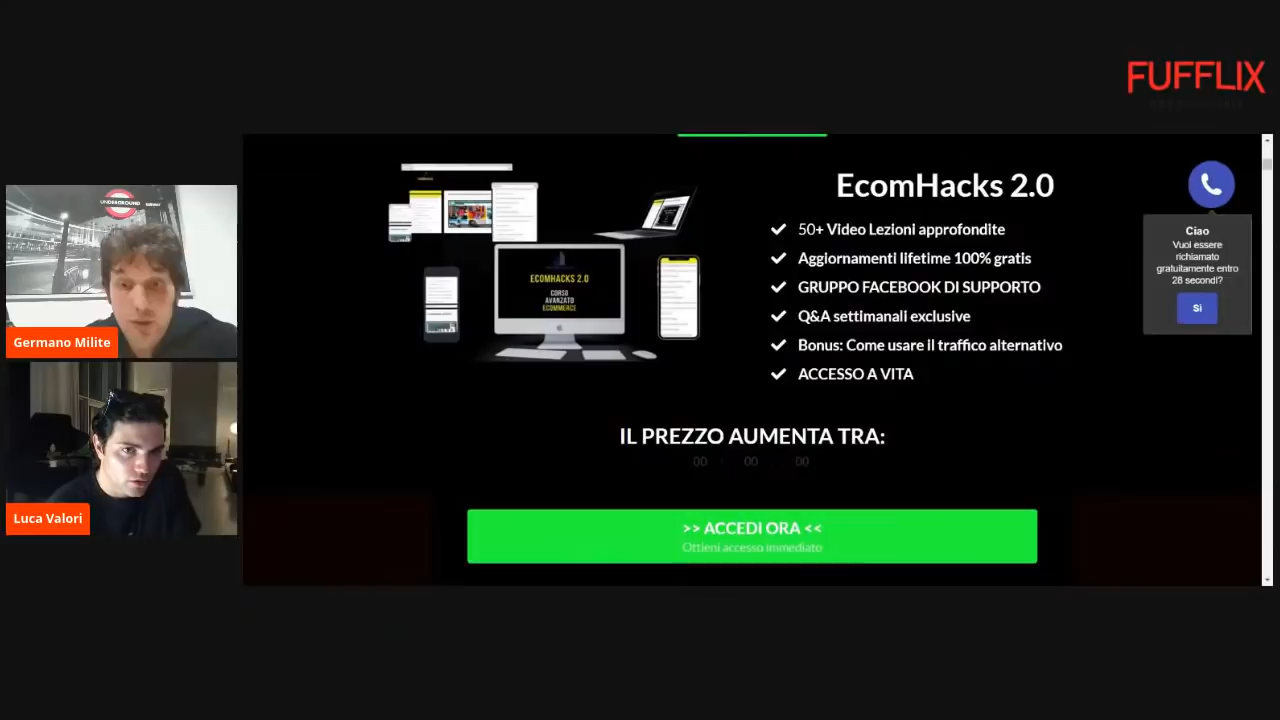 FUFFLIX
UNDERGROUND
Germano Milite
Luca Valori
ECOMHACKS 2.0
CORSO
AVANZATO
ECOMMERCE
EcomHacks 2.0
50+ Video Lezioni approfondite
Aggiornamenti lifetime 100% gratis
GRUPPO FACEBOOK DI SUPPORTO
Q&A settimanali exclusive
Bonus: Come usare il traffico alternativo
ACCESSO A VITA
IL PREZZO AUMENTA TRA:
00 : 00 : 00
>> ACCEDI ORA <<
Ottieni accesso immediato
Ciao
Vuoi essere
richiamato
gratuitamente entro
28 secondi?
Si